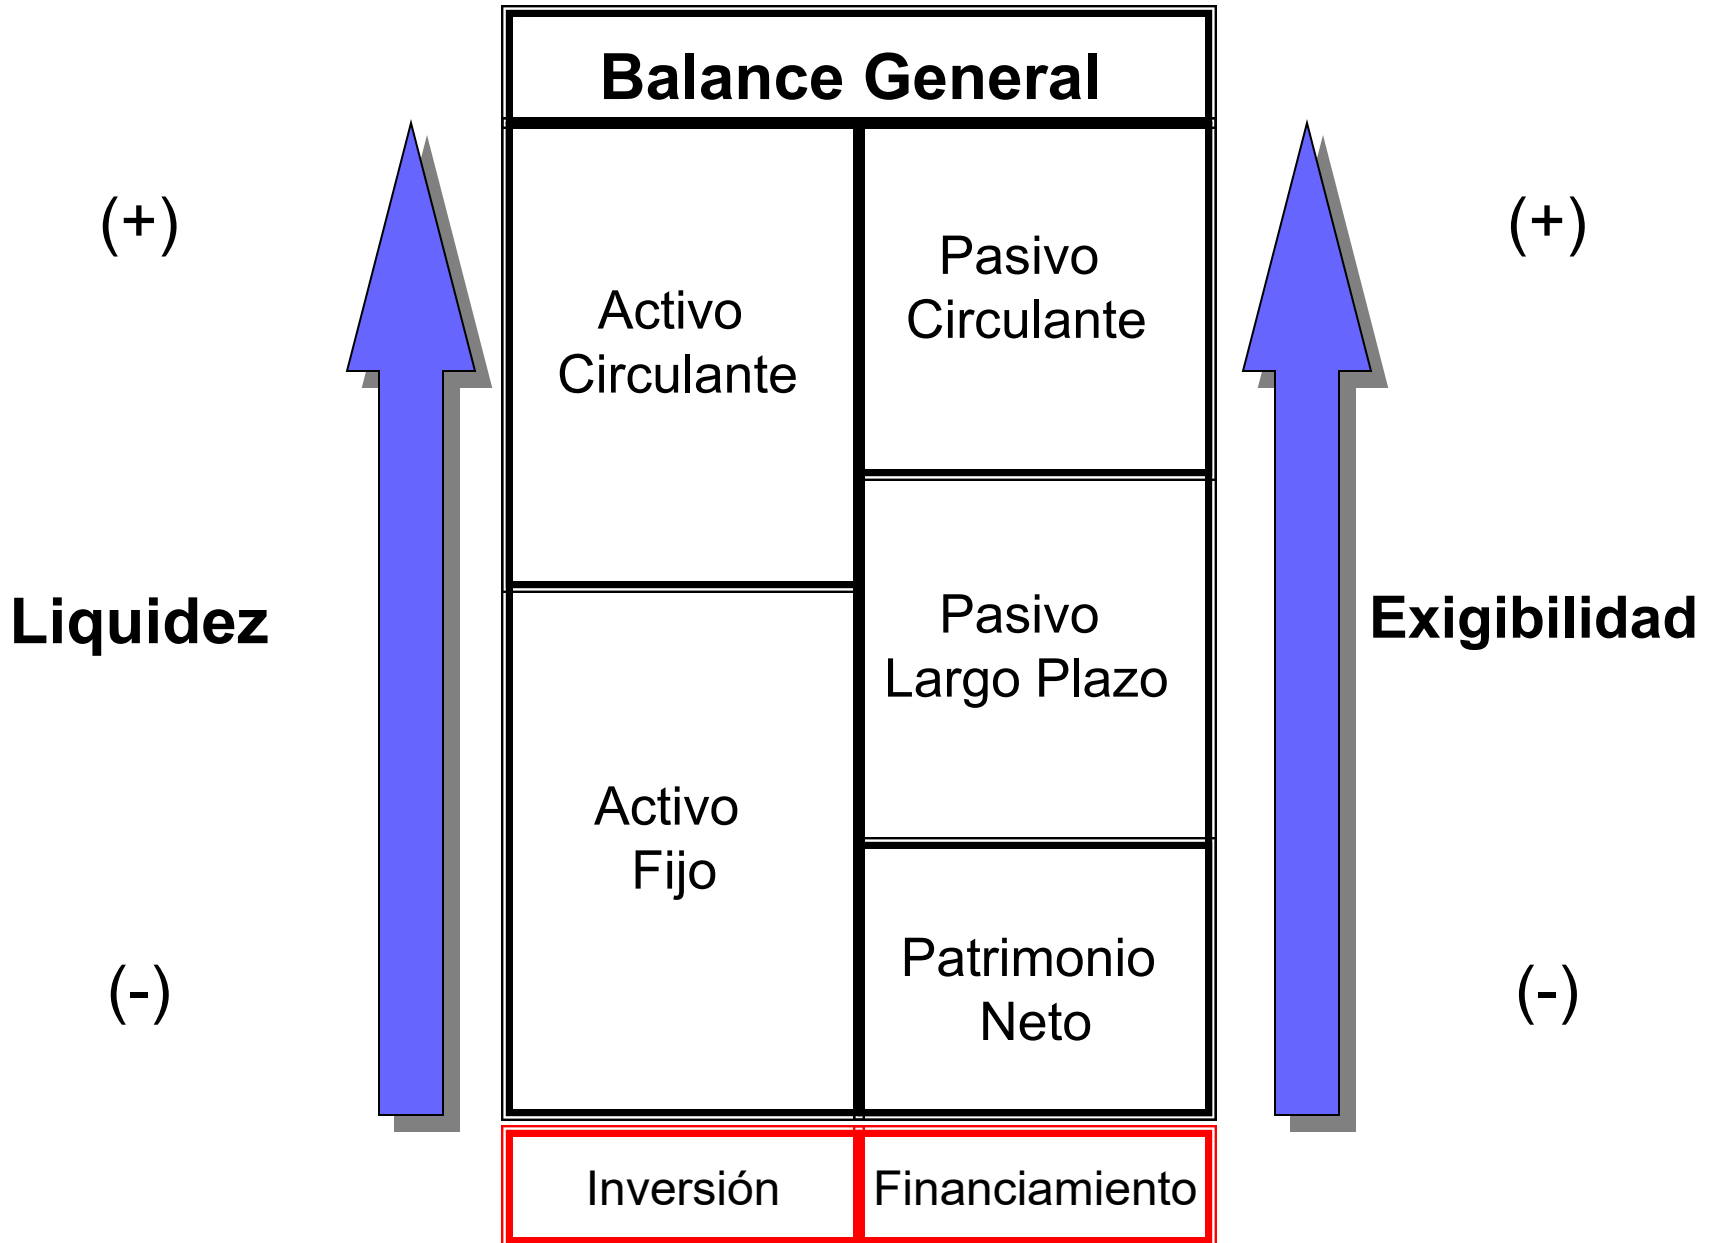 Balance General
(+)
(+)
Activo
Circulante
Pasivo
Circulante
Liquidez
Exigibilidad
Pasivo
Largo Plazo
Activo
Fijo
Patrimonio
Neto
(-)
(-)
Inversión
Financiamiento